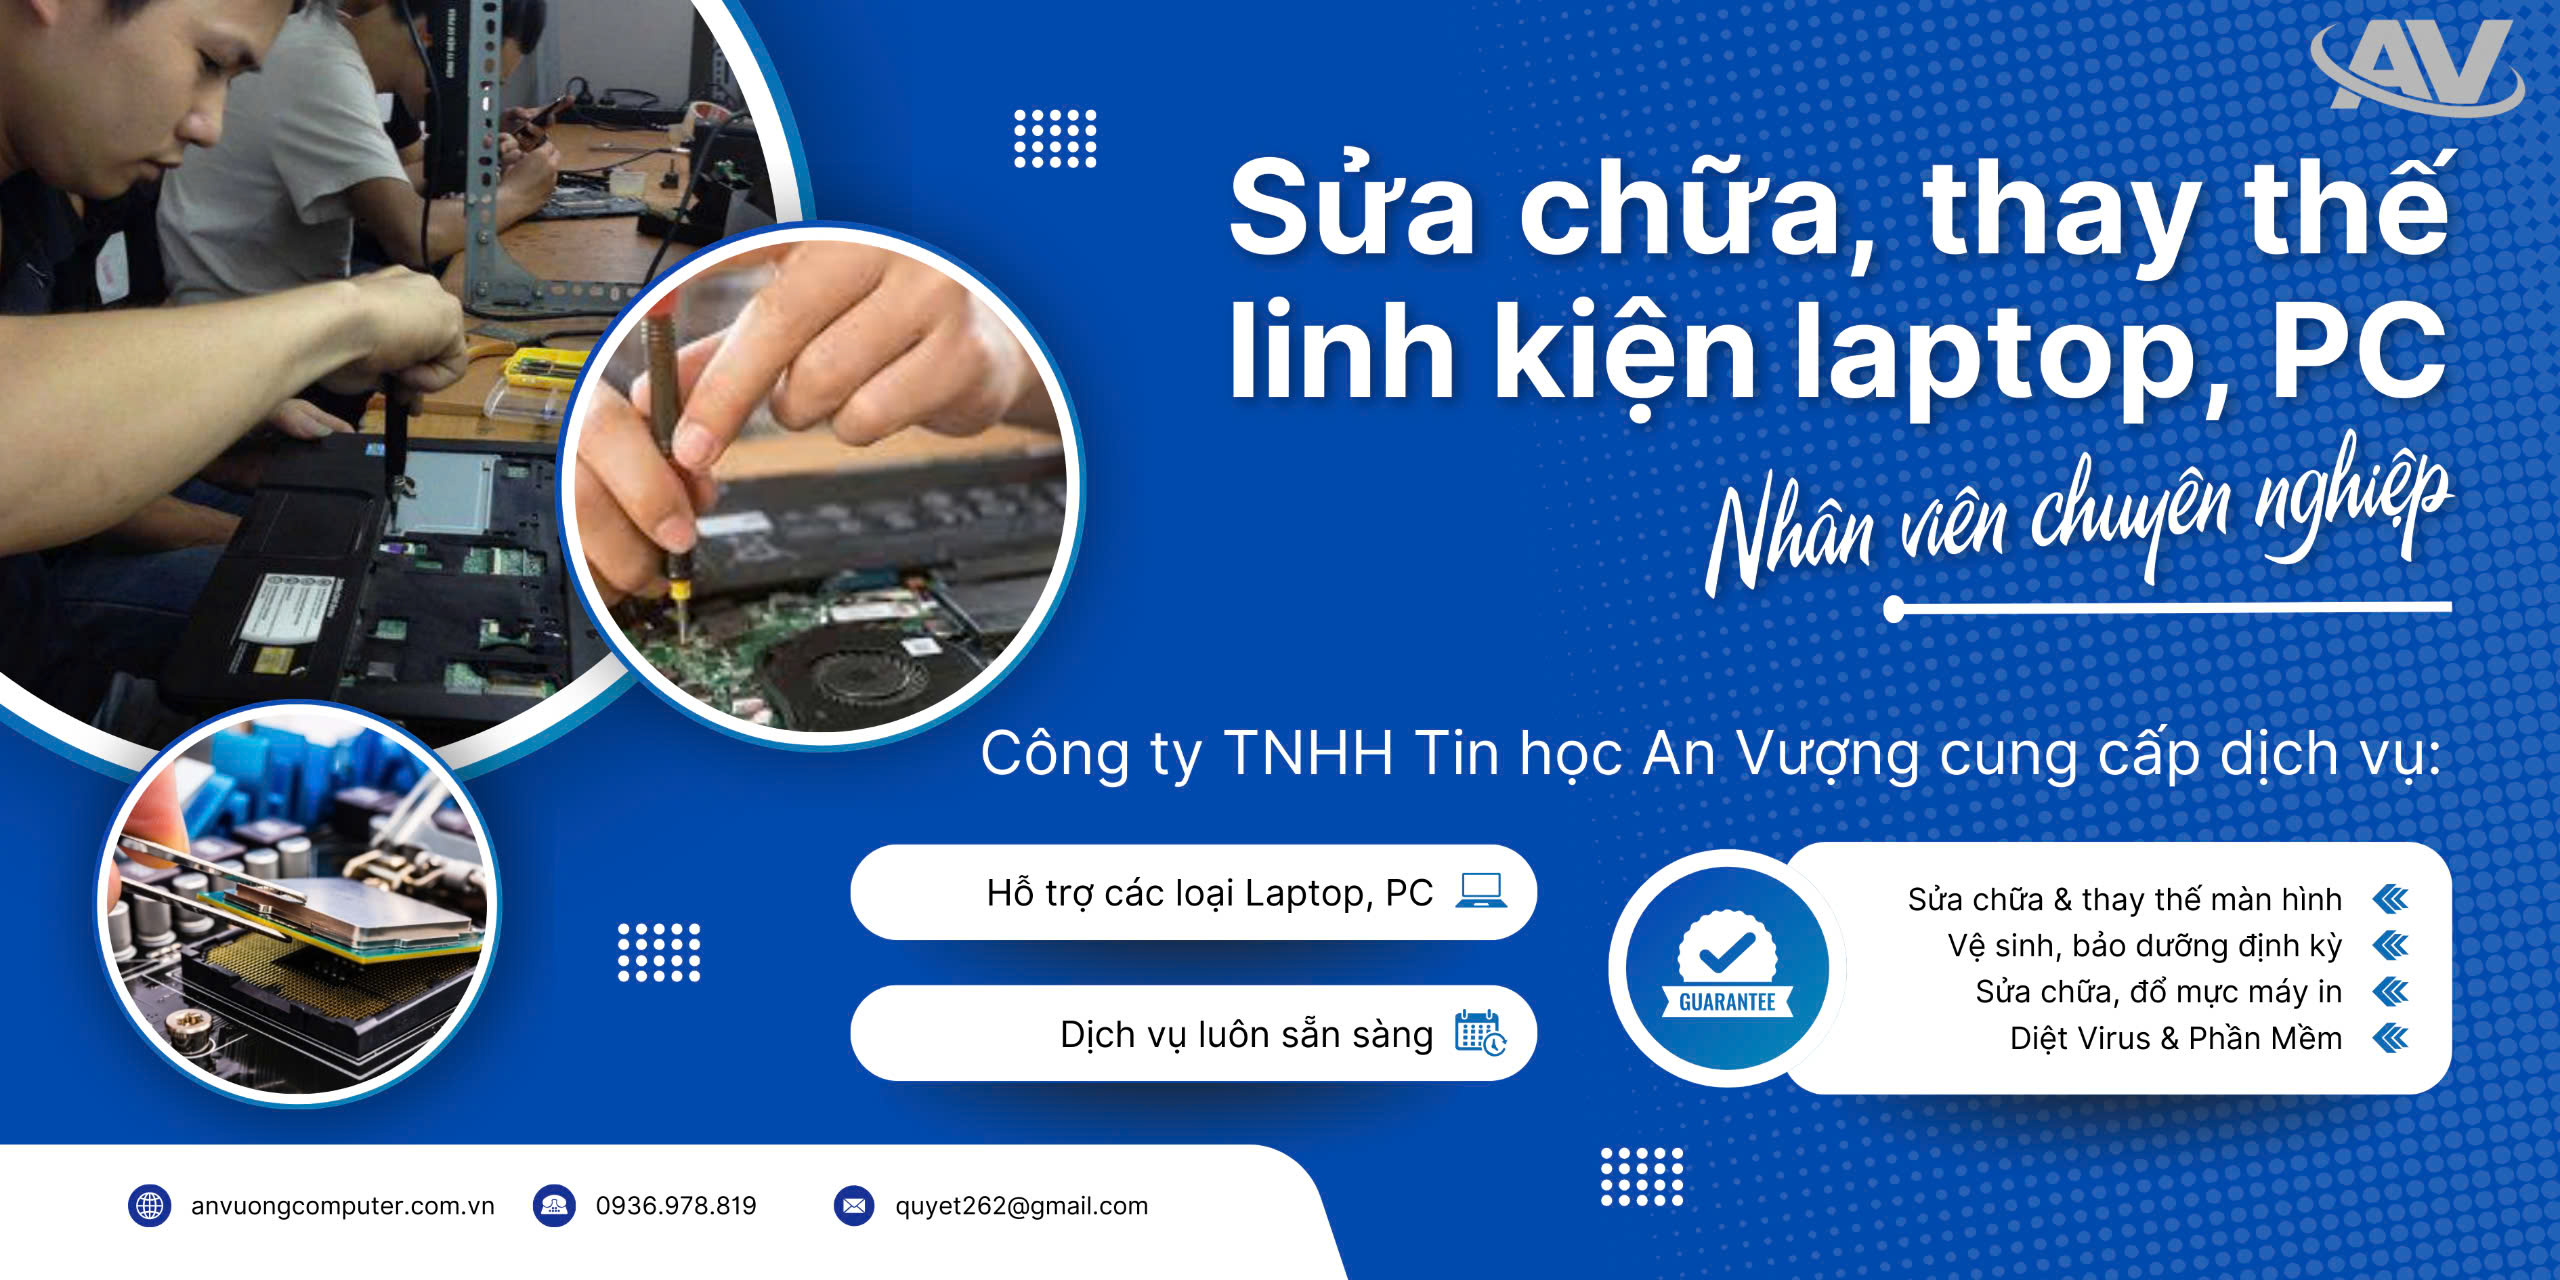 AV
Sửa chữa, thay thế
linh kiện laptop, PC
Nhân viên chuyên nghiệp
Công ty TNHH Tin học An Vượng cung cấp dịch vụ:
Hỗ trợ các loại Laptop, PC
Dịch vụ luôn sẵn sàng
GUARANTEE
Sửa chữa & thay thế màn hình
Vệ sinh, bảo dưỡng định kỳ
Sửa chữa, đổ mực máy in
Diệt Virus & Phần Mềm
anvuongcomputer.com.vn
0936.978.819
quyet262@gmail.com